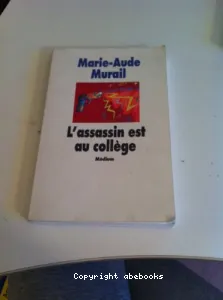 Marie-Aude
Murail
L'assassin est
au collège
Médium
Copyright abebooks